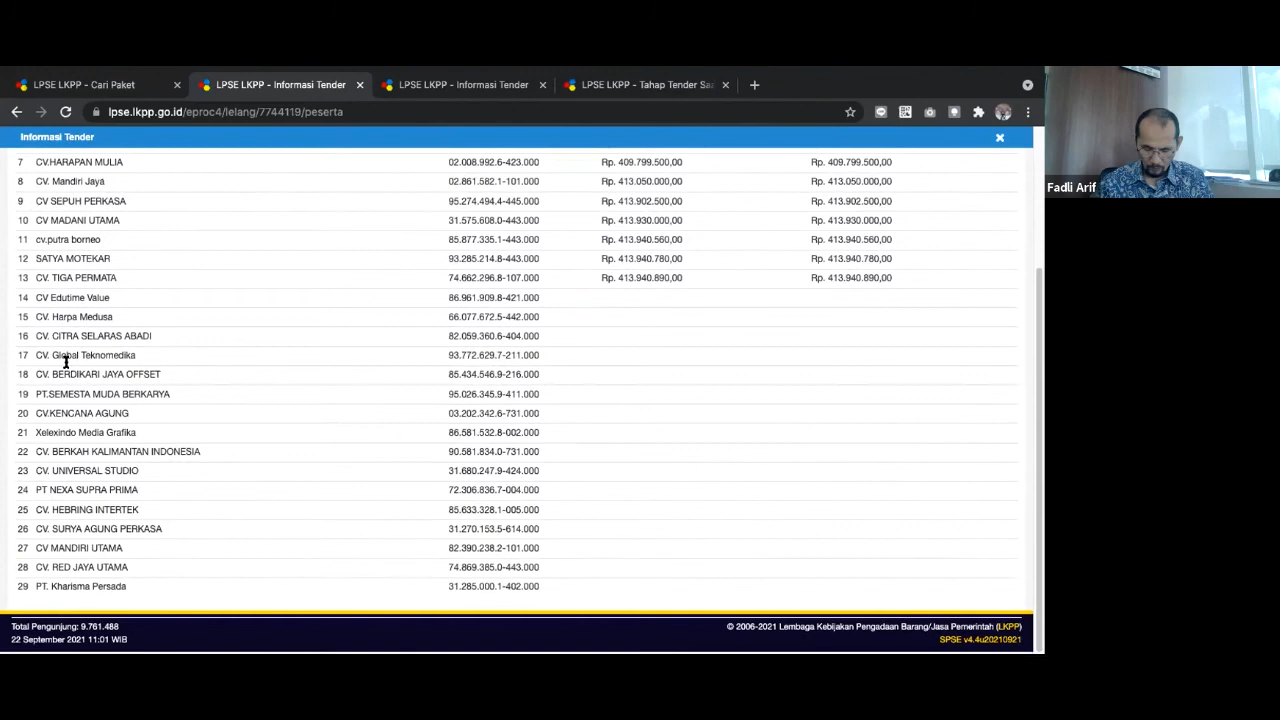 LPSE LKPP - Cari Paket
LPSE LKPP - Informasi Tender
LPSE LKPP - Informasi Tender
LPSE LKPP - Tahap Tender Sa
lpse.lkpp.go.id/eproc4/lelang/7744119/peserta
Informasi Tender
Fadli Arif
7 CV.HARAPAN MULIA 02.008.992.6-423.000 Rp. 409.799.500,00 Rp. 409.799.500,00
8 CV. Mandiri Jaya 02.861.582.1-101.000 Rp. 413.050.000,00 Rp. 413.050.000,00
9 CV SEPUH PERKASA 95.274.494.4-445.000 Rp. 413.902.500,00 Rp. 413.902.500,00
10 CV MADANI UTAMA 31.575.608.0-443.000 Rp. 413.930.000,00 Rp. 413.930.000,00
11 cv.putra borneo 85.877.335.1-443.000 Rp. 413.940.560,00 Rp. 413.940.560,00
12 SATYA MOTEKAR 93.285.214.8-443.000 Rp. 413.940.780,00 Rp. 413.940.780,00
13 CV. TIGA PERMATA 74.662.296.8-107.000 Rp. 413.940.890,00 Rp. 413.940.890,00
14 CV Edutime Value 86.961.909.8-421.000
15 CV. Harpa Medusa 66.077.672.5-442.000
16 CV. CITRA SELARAS ABADI 82.059.360.6-404.000
17 CV. Global Teknomedika 93.772.629.7-211.000
18 CV. BERDIKARI JAYA OFFSET 85.434.546.9-216.000
19 PT.SEMESTA MUDA BERKARYA 95.026.345.9-411.000
20 CV.KENCANA AGUNG 03.202.342.6-731.000
21 Xelexindo Media Grafika 86.581.532.8-002.000
22 CV. BERKAH KALIMANTAN INDONESIA 90.581.834.0-731.000
23 CV. UNIVERSAL STUDIO 31.680.247.9-424.000
24 PT NEXA SUPRA PRIMA 72.306.836.7-004.000
25 CV. HEBRING INTERTEK 85.633.328.1-005.000
26 CV. SURYA AGUNG PERKASA 31.270.153.5-614.000
27 CV MANDIRI UTAMA 82.390.238.2-101.000
28 CV. RED JAYA UTAMA 74.869.385.0-443.000
29 PT. Kharisma Persada 31.285.000.1-402.000
Total Pengunjung: 9.761.488 © 2006-2021 Lembaga Kebijakan Pengadaan Barang/Jasa Pemerintah (LKPP)
22 September 2021 11:01 WIB SPSE v4.4u20210921